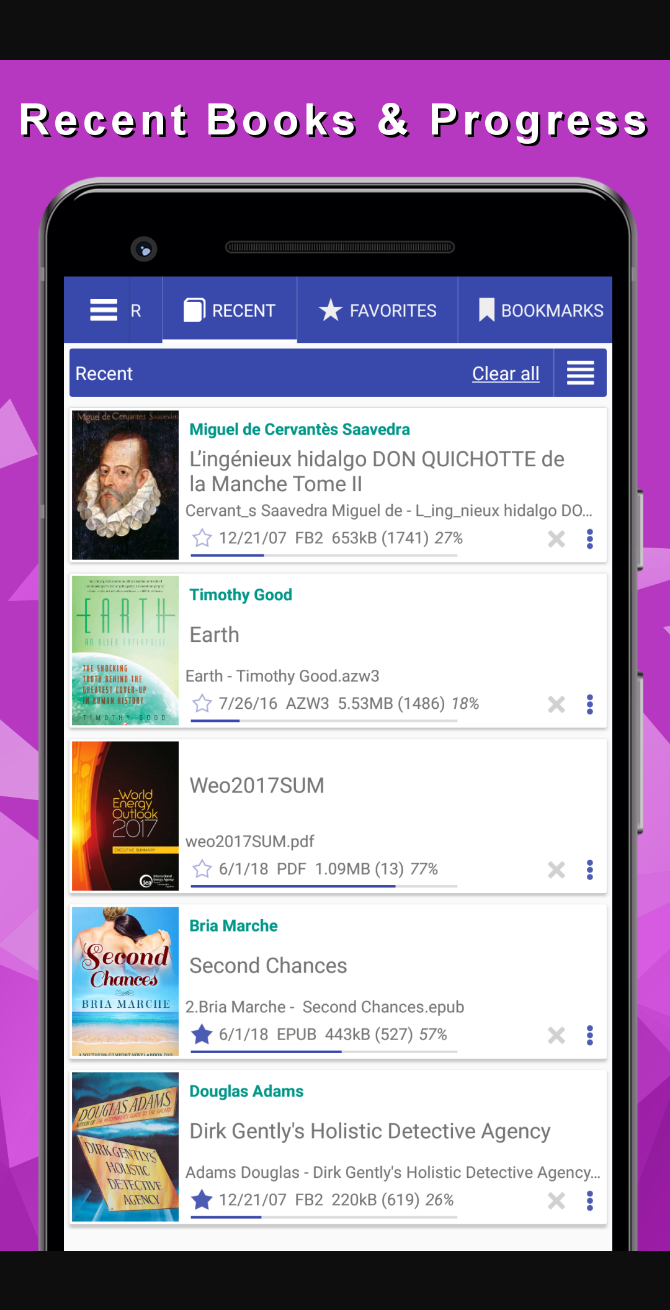 Recent Books & Progress
R
RECENT
FAVORITES
BOOKMARKS
Recent
Clear all
Miguel de Cervantes Saavedra
Miguel de Cervantès Saavedra
L'ingénieux hidalgo DON QUICHOTTE de
la Manche Tome II
Cervant_s Saavedra Miguel de - L_ing_nieux hidalgo DO...
12/21/07 FB2 653kB (1741) 27%
EARTH
AN ALIEN ENTERPRISE
THE SHOCKING
TRUTH BEHIND THE
GREATEST COVER-UP
IN HUMAN HISTORY
TIMOTHY GOOD
Timothy Good
Earth
Earth - Timothy Good.azw3
7/26/16 AZW3 5.53MB (1486) 18%
World
Energy
Outlook
2017
EXECUTIVE SUMMARY
iea
Weo2017SUM
weo2017SUM.pdf
6/1/18 PDF 1.09MB (13) 77%
Second
Chances
BRIA MARCHE
Bria Marche
Second Chances
2.Bria Marche - Second Chances.epub
6/1/18 EPUB 443kB (527) 57%
DOUGLAS ADAMS
DIRK GENTLY'S
HOLISTIC
DETECTIVE
AGENCY
Douglas Adams
Dirk Gently's Holistic Detective Agency
Adams Douglas - Dirk Gently's Holistic Detective Agency...
12/21/07 FB2 220kB (619) 26%